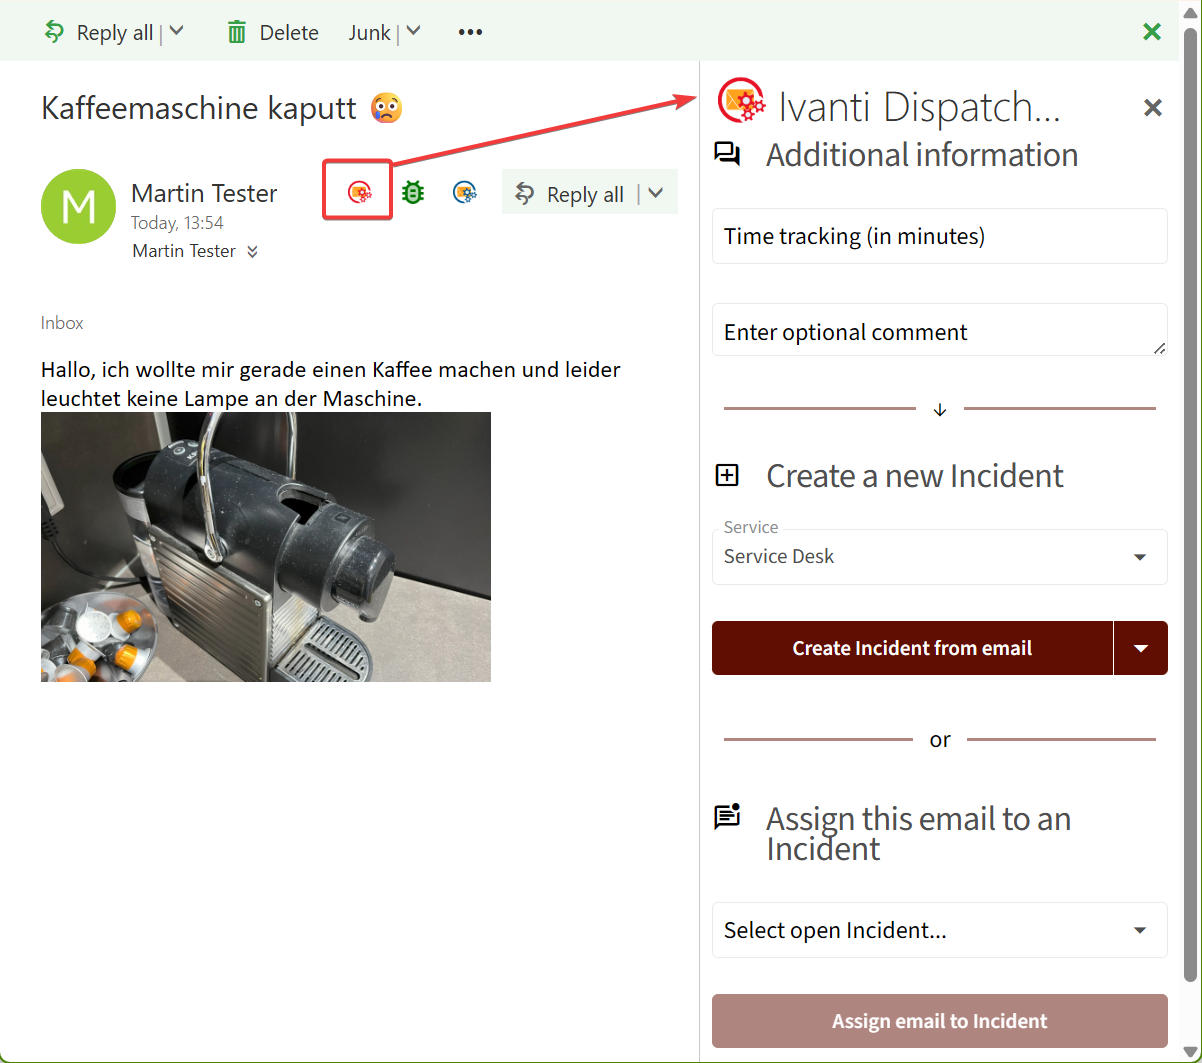 Reply all
Delete
Junk
Kaffeemaschine kaputt 😢
M
Martin Tester
Today, 13:54
Martin Tester
Reply all
Inbox
Hallo, ich wollte mir gerade einen Kaffee machen und leider
leuchtet keine Lampe an der Maschine.
Ivanti Dispatch...
Additional information
Time tracking (in minutes)
Enter optional comment
Create a new Incident
Service
Service Desk
Create Incident from email
or
Assign this email to an
Incident
Select open Incident...
Assign email to Incident